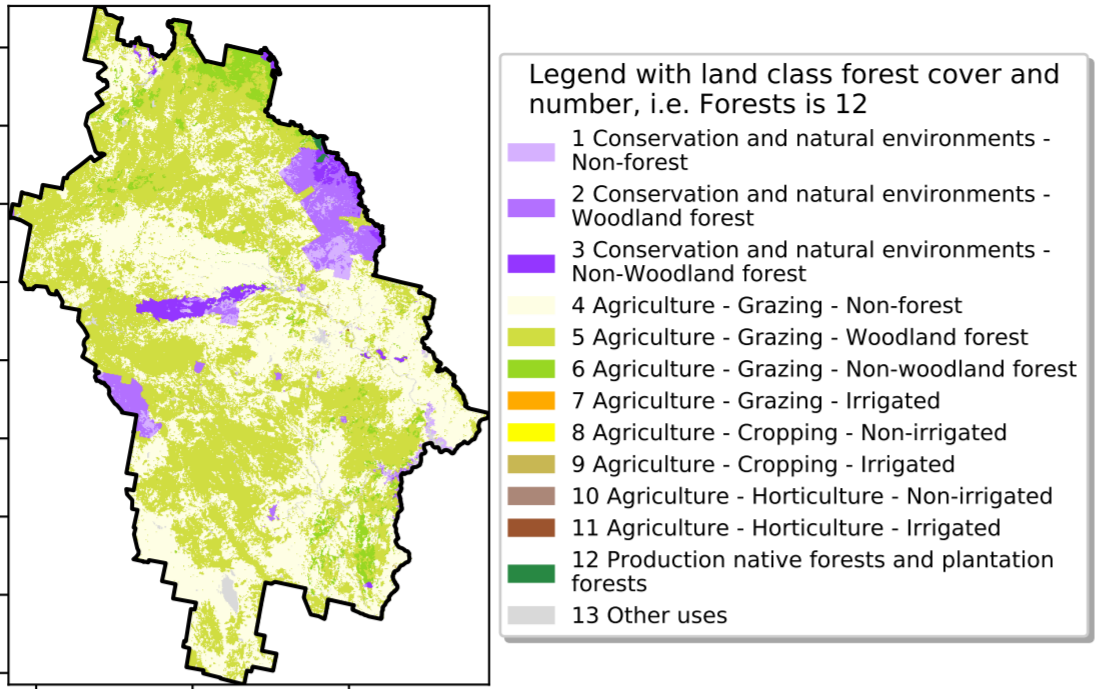 Legend with land class forest cover and
number, i.e. Forests is 12
1 Conservation and natural environments -
Non-forest
2 Conservation and natural environments -
Woodland forest
3 Conservation and natural environments -
Non-Woodland forest
4 Agriculture - Grazing - Non-forest
5 Agriculture - Grazing - Woodland forest
6 Agriculture - Grazing - Non-woodland forest
7 Agriculture - Grazing - Irrigated
8 Agriculture - Cropping - Non-irrigated
9 Agriculture - Cropping - Irrigated
10 Agriculture - Horticulture - Non-irrigated
11 Agriculture - Horticulture - Irrigated
12 Production native forests and plantation
forests
13 Other uses